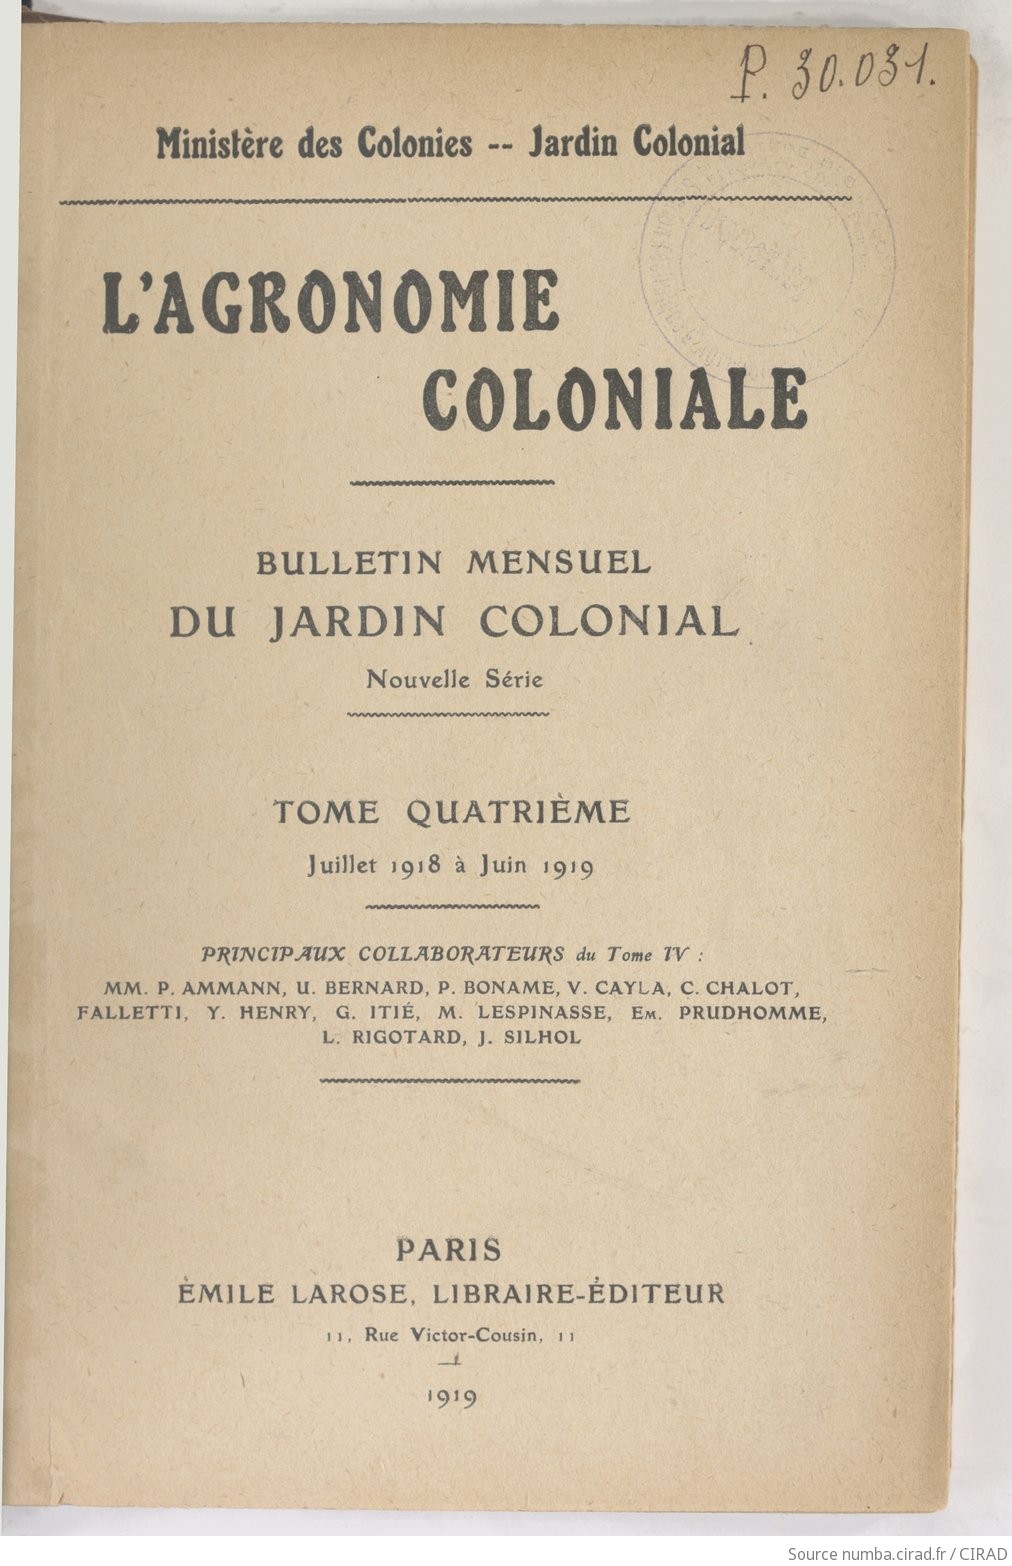 P. 30.031.
Ministère des Colonies -- Jardin Colonial
L'AGRONOMIE
COLONIALE
BULLETIN MENSUEL
DU JARDIN COLONIAL
Nouvelle Série
TOME QUATRIÈME
Juillet 1918 à Juin 1919
PRINCIPAUX COLLABORATEURS du Tome IV :
MM. P. AMMANN, U. BERNARD, P. BONAME, V. CAYLA, C. CHALOT,
FALLETTI, Y. HENRY, G. ITIÉ, M. LESPINASSE, EM. PRUDHOMME,
L. RIGOTARD, J. SILHOL
PARIS
ÉMILE LAROSE, LIBRAIRE-ÉDITEUR
11, Rue Victor-Cousin, 11
1919
Source numba.cirad.fr / CIRAD